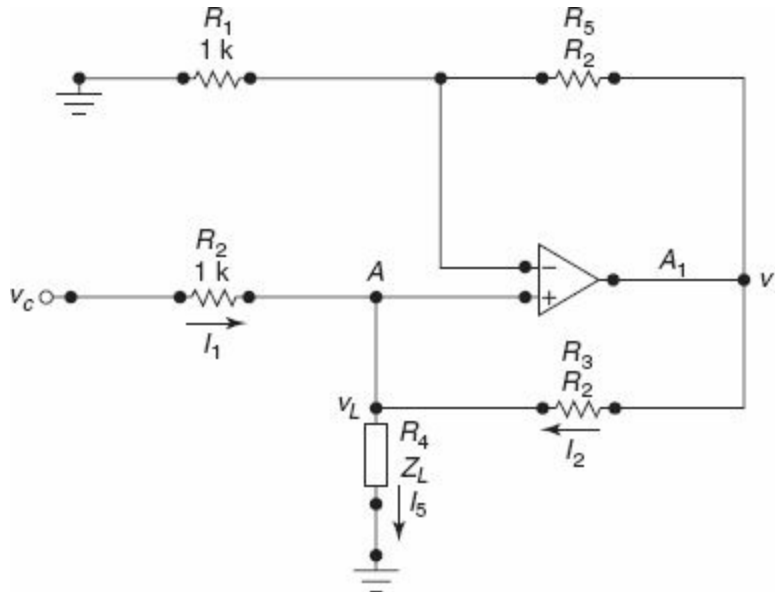 R1
1 k
R5
R2
R2
1 k
A
vc
I1
−
+
A1
v
R3
R2
I2
vL
R4
ZL
I5